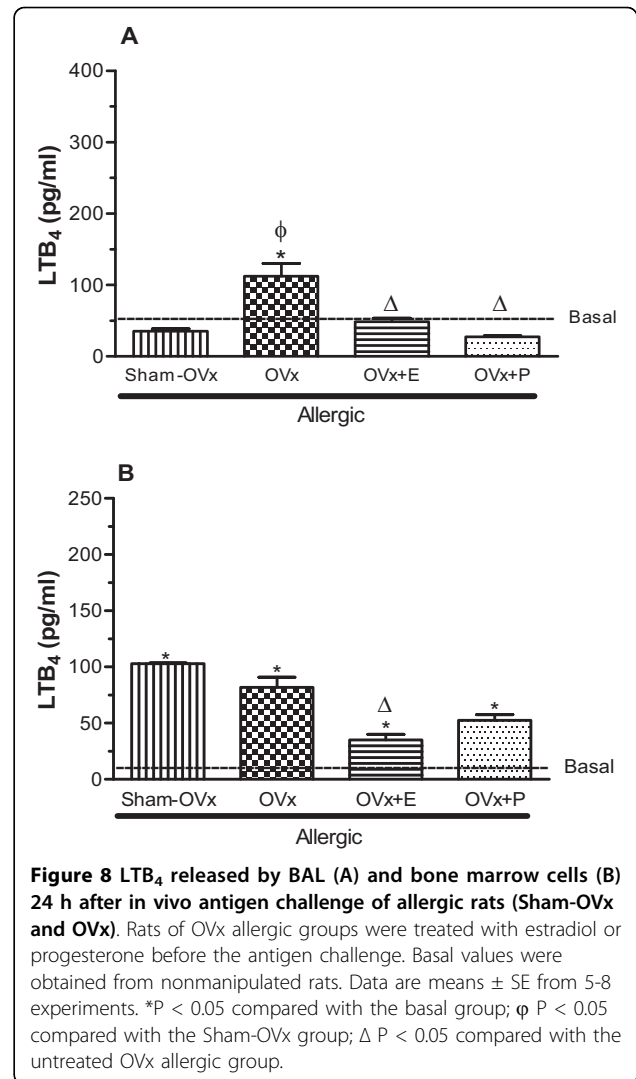 A
400
300
200
100
0
LTB₄ (pg/ml)
ϕ
*
Δ
Δ
Basal
Sham-OVx OVx OVx+E OVx+P
Allergic
B
250
200
150
100
50
0
LTB₄ (pg/ml)
*
*
Δ
*
*
Basal
Sham-OVx OVx OVx+E OVx+P
Allergic
Figure 8 LTB₄ released by BAL (A) and bone marrow cells (B)
24 h after in vivo antigen challenge of allergic rats (Sham-OVx
and OVx). Rats of OVx allergic groups were treated with estradiol or
progesterone before the antigen challenge. Basal values were
obtained from nonmanipulated rats. Data are means ± SE from 5-8
experiments. *P < 0.05 compared with the basal group; φ P < 0.05
compared with the Sham-OVx group; Δ P < 0.05 compared with the
untreated OVx allergic group.